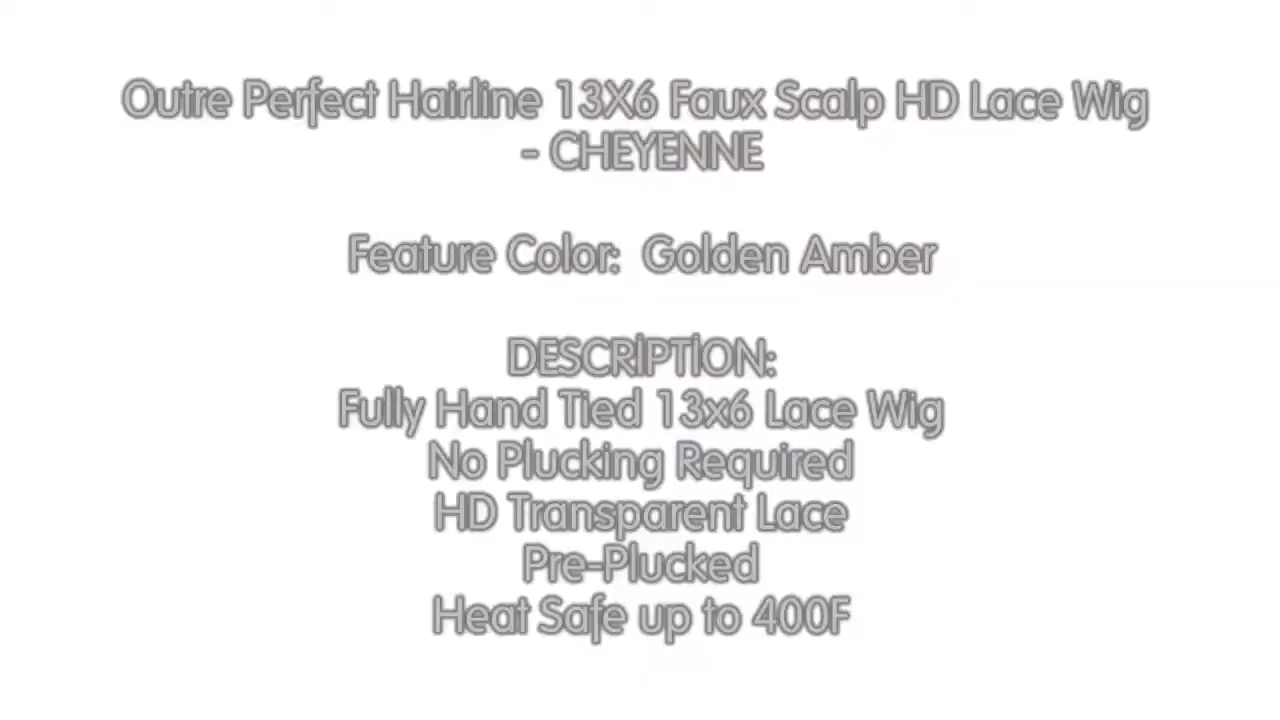 Outre Perfect Hairline 13X6 Faux Scalp HD Lace Wig
- CHEYENNE
Feature Color: Golden Amber
DESCRIPTION:
Fully Hand Tied 13x6 Lace Wig
No Plucking Required
HD Transparent Lace
Pre-Plucked
Heat Safe up to 400F